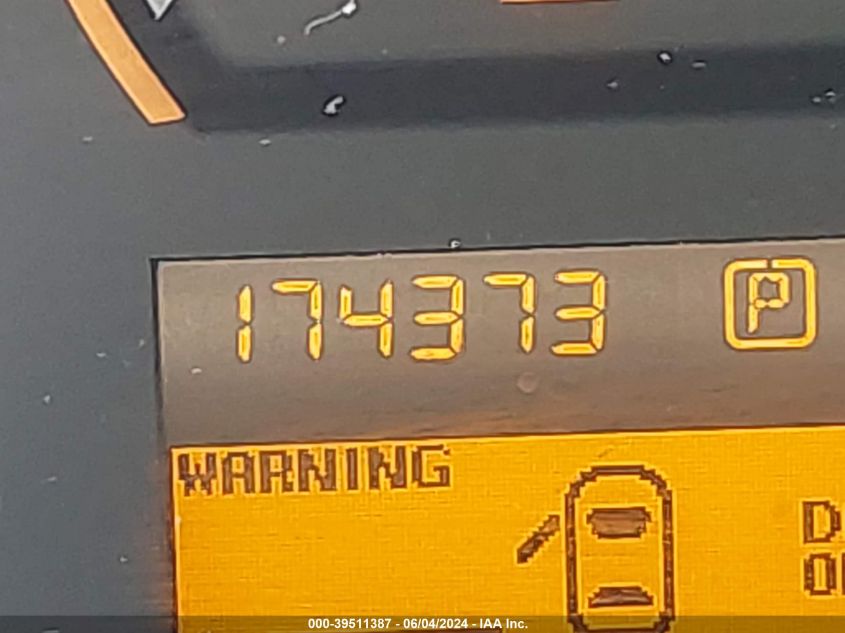 174373 P
WARNING
000-39511387 - 06/04/2024 - IAA Inc.